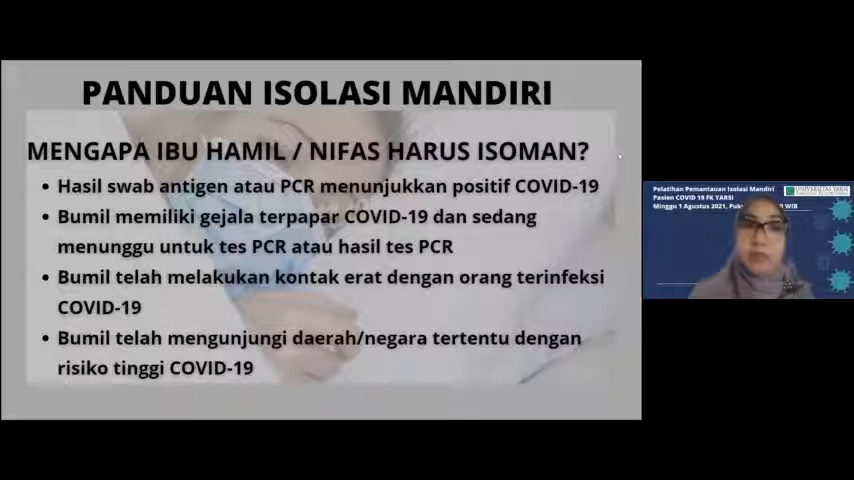 PANDUAN ISOLASI MANDIRI
MENGAPA IBU HAMIL / NIFAS HARUS ISOMAN?
• Hasil swab antigen atau PCR menunjukkan positif COVID-19
• Bumil memiliki gejala terpapar COVID-19 dan sedang
menunggu untuk tes PCR atau hasil tes PCR
• Bumil telah melakukan kontak erat dengan orang terinfeksi
COVID-19
• Bumil telah mengunjungi daerah/negara tertentu dengan
risiko tinggi COVID-19
Pelatihan Pemantauan Isolasi Mandiri
Pasien COVID 19 FK YARSI
Minggu 1 Agustus 2021, WIB
UNIVERSITAS YARSI